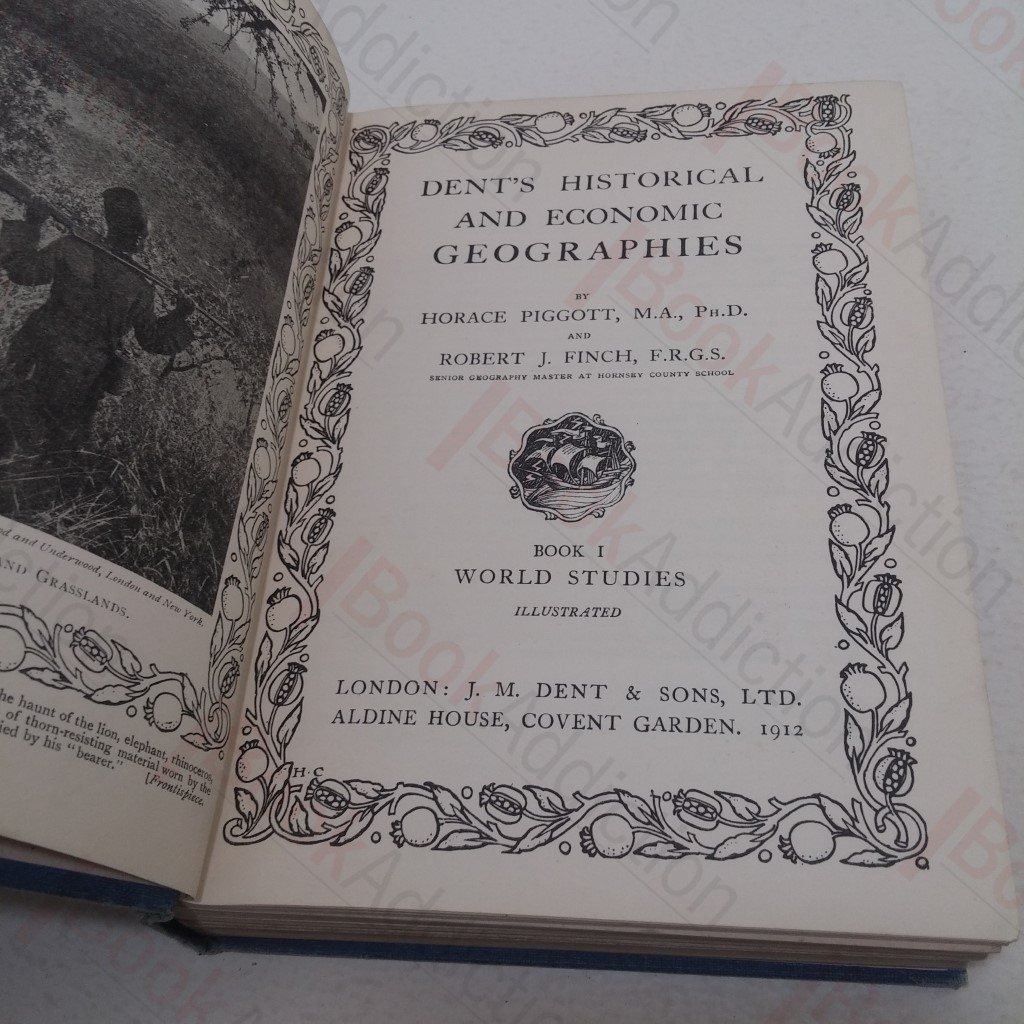 od and Underwood, London and New York.
AND GRASSLANDS.
he haunt of the lion, elephant, rhinoceros,
of thorn-resisting material worn by the
ied by his "bearer."
[Frontispiece.
DENT'S HISTORICAL
AND ECONOMIC
GEOGRAPHIES
BY
HORACE PIGGOTT, M.A., PH.D.
AND
ROBERT J. FINCH, F.R.G.S.
SENIOR GEOGRAPHY MASTER AT HORNSEY COUNTY SCHOOL
BOOK I
WORLD STUDIES
ILLUSTRATED
LONDON: J. M. DENT & SONS, LTD.
ALDINE HOUSE, COVENT GARDEN. 1912
H.C
BookAddiction